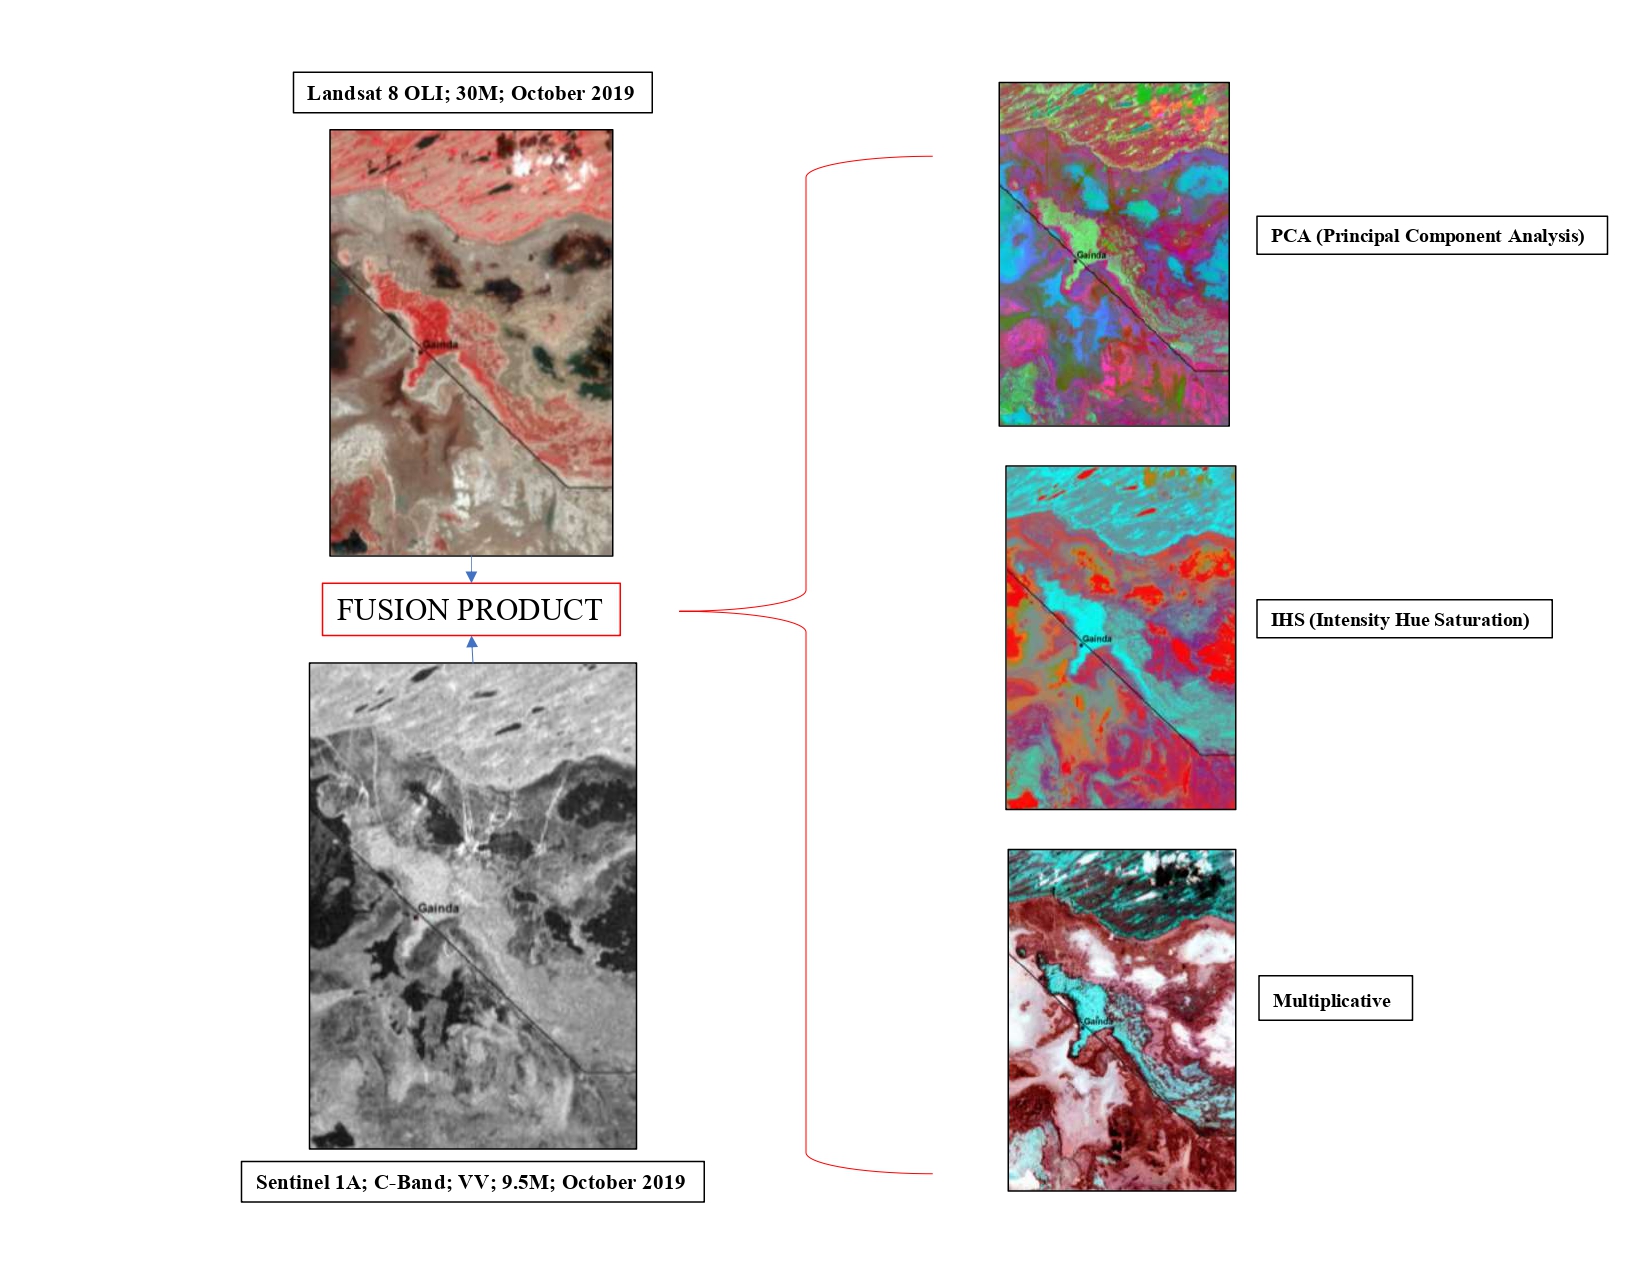 Landsat 8 OLI; 30M; October 2019
Gainda
FUSION PRODUCT
Gainda
Sentinel 1A; C-Band; VV; 9.5M; October 2019
Gainda
PCA (Principal Component Analysis)
Gainda
IHS (Intensity Hue Saturation)
Gainda
Multiplicative